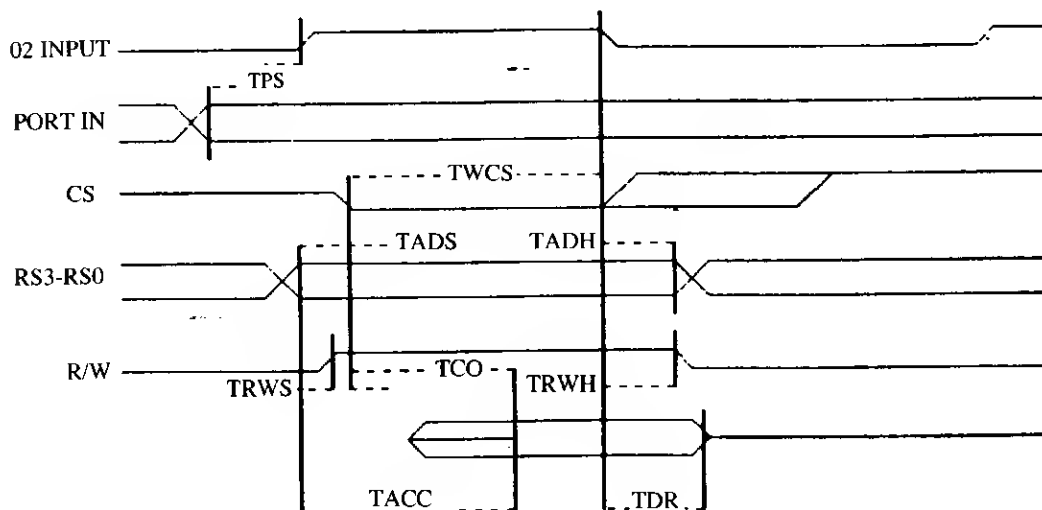 02 INPUT
TPS
PORT IN
TWCS
CS
TADS
TADH
RS3-RS0
R/W
TCO
TRWS
TRWH
TACC
TDR